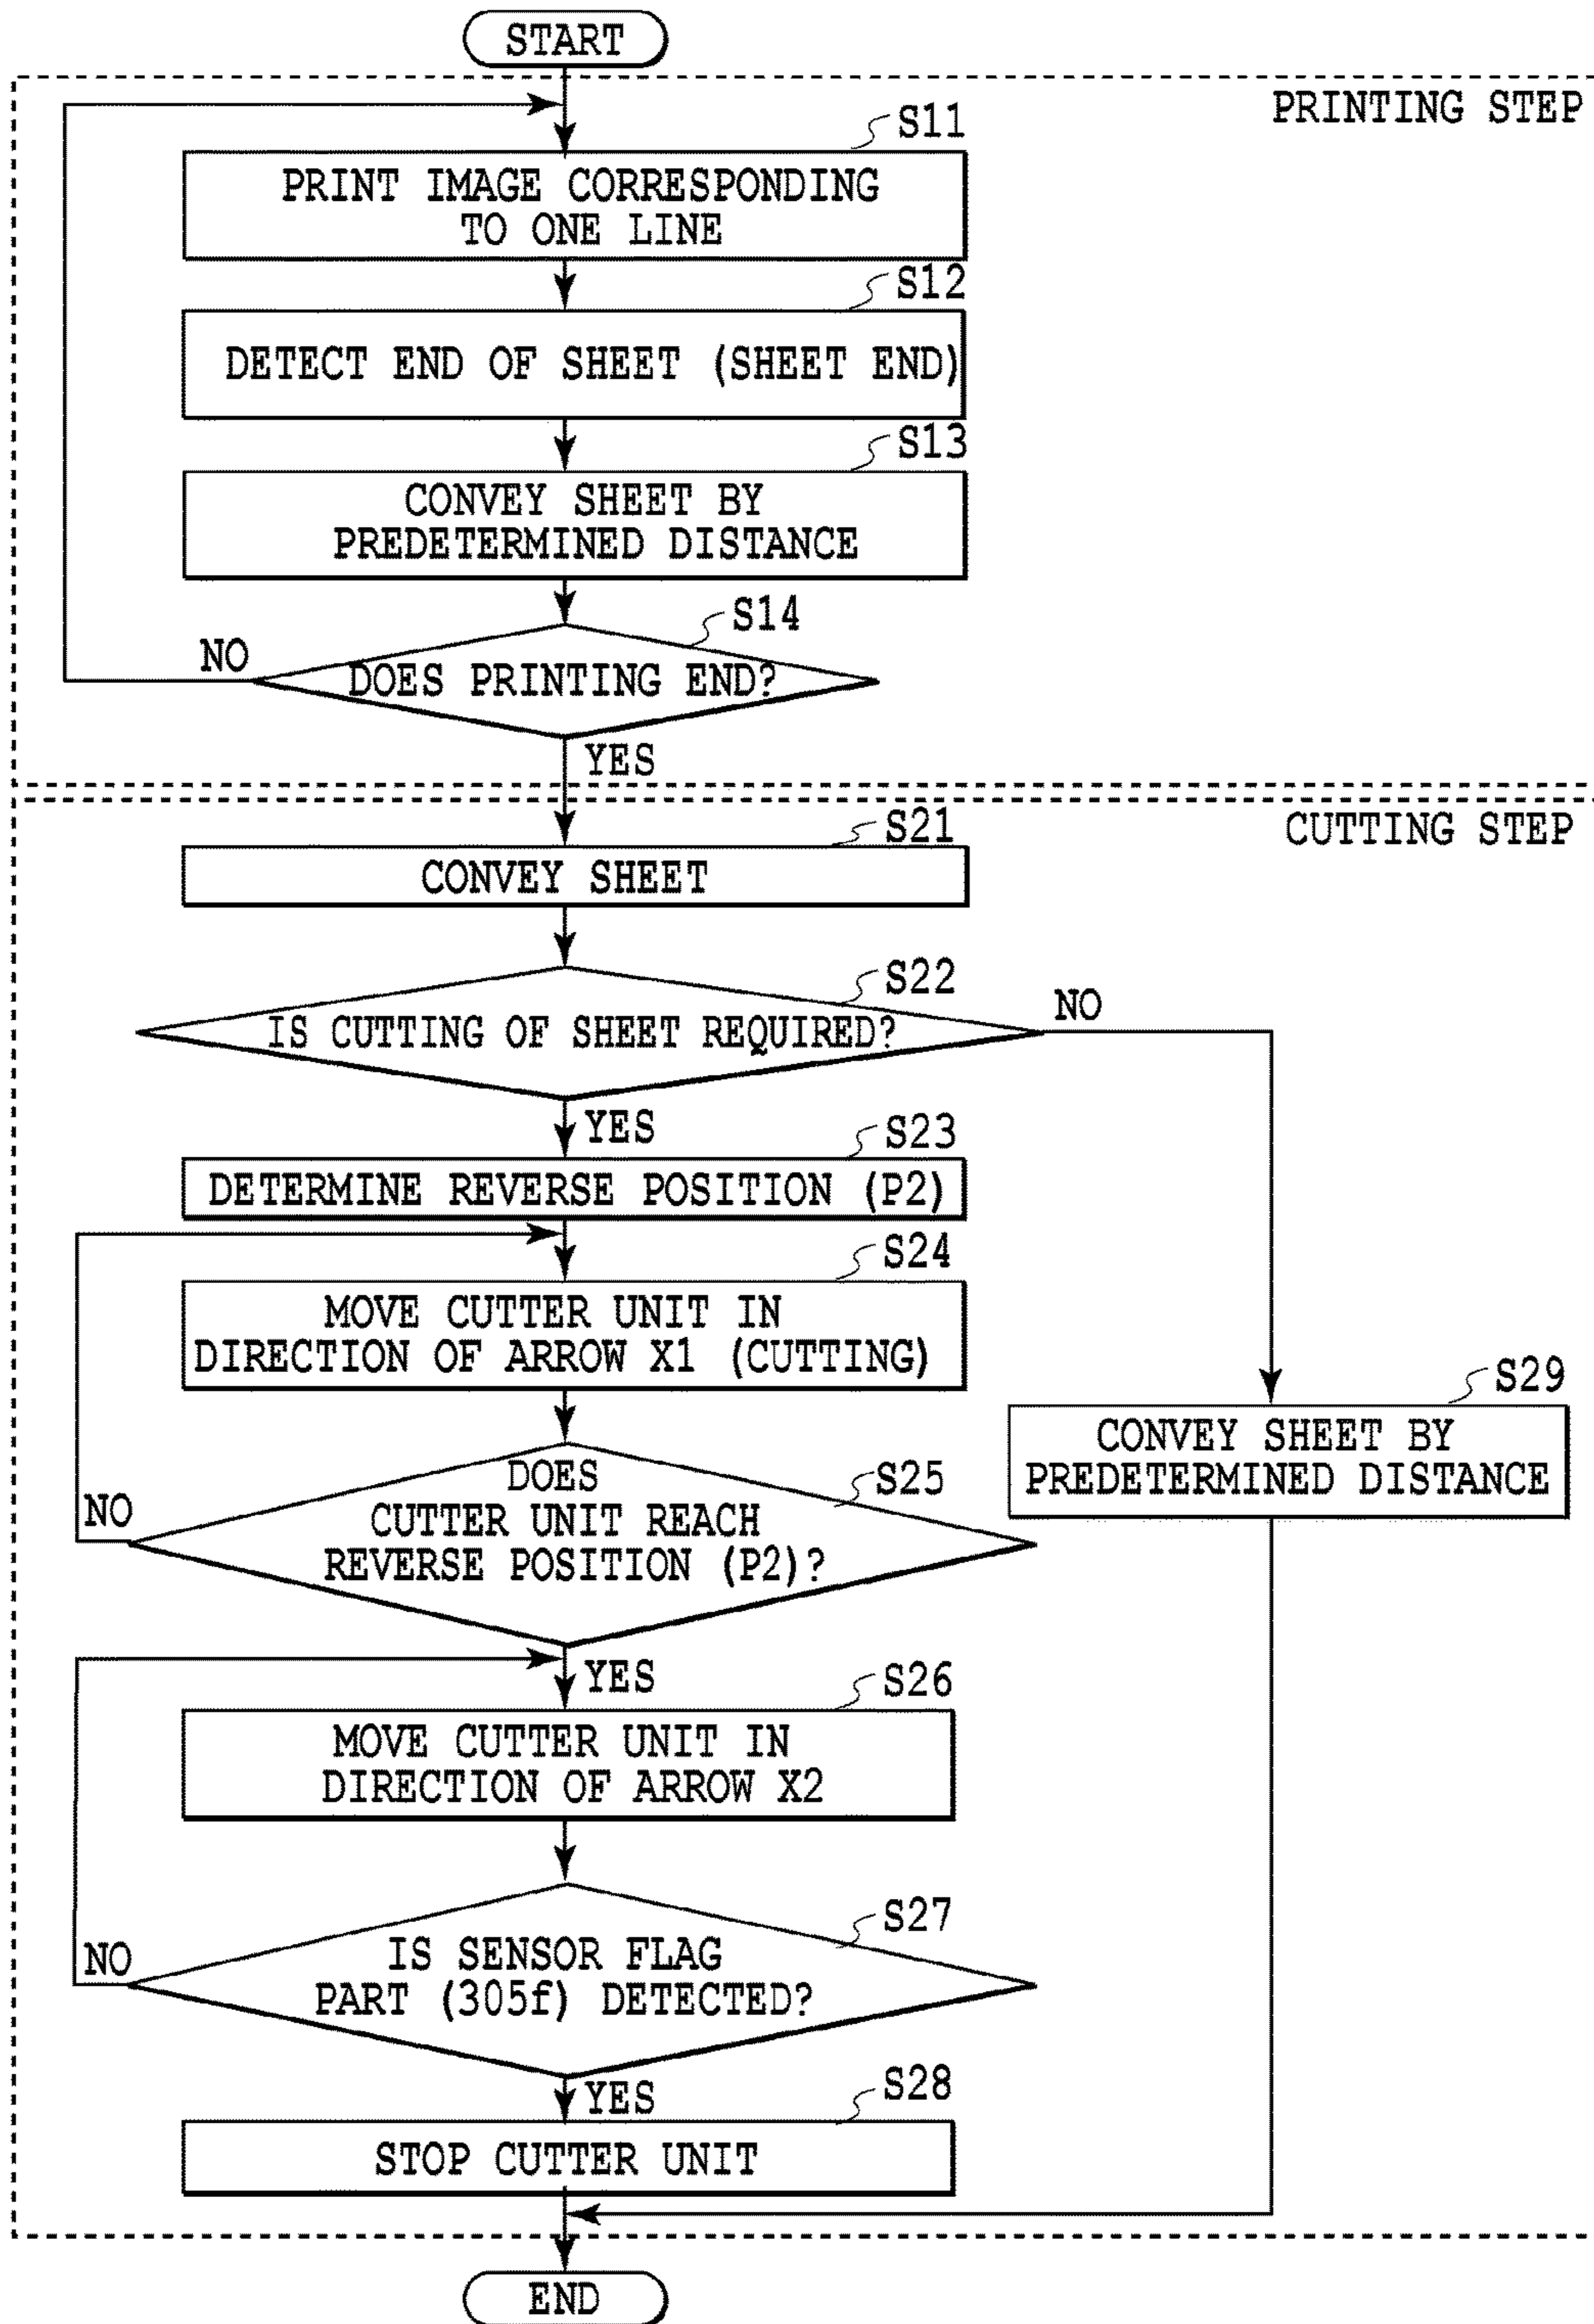 START
PRINTING STEP
S11
PRINT IMAGE CORRESPONDING
TO ONE LINE
S12
DETECT END OF SHEET (SHEET END)
S13
CONVEY SHEET BY
PREDETERMINED DISTANCE
S14
NO
DOES PRINTING END?
YES
CUTTING STEP
S21
CONVEY SHEET
S22
NO
IS CUTTING OF SHEET REQUIRED?
YES
S23
DETERMINE REVERSE POSITION (P2)
S24
MOVE CUTTER UNIT IN
DIRECTION OF ARROW X1 (CUTTING)
S29
CONVEY SHEET BY
PREDETERMINED DISTANCE
S25
NO
DOES
CUTTER UNIT REACH
REVERSE POSITION (P2)?
YES
S26
MOVE CUTTER UNIT IN
DIRECTION OF ARROW X2
S27
NO
IS SENSOR FLAG
PART (305f) DETECTED?
YES
S28
STOP CUTTER UNIT
END